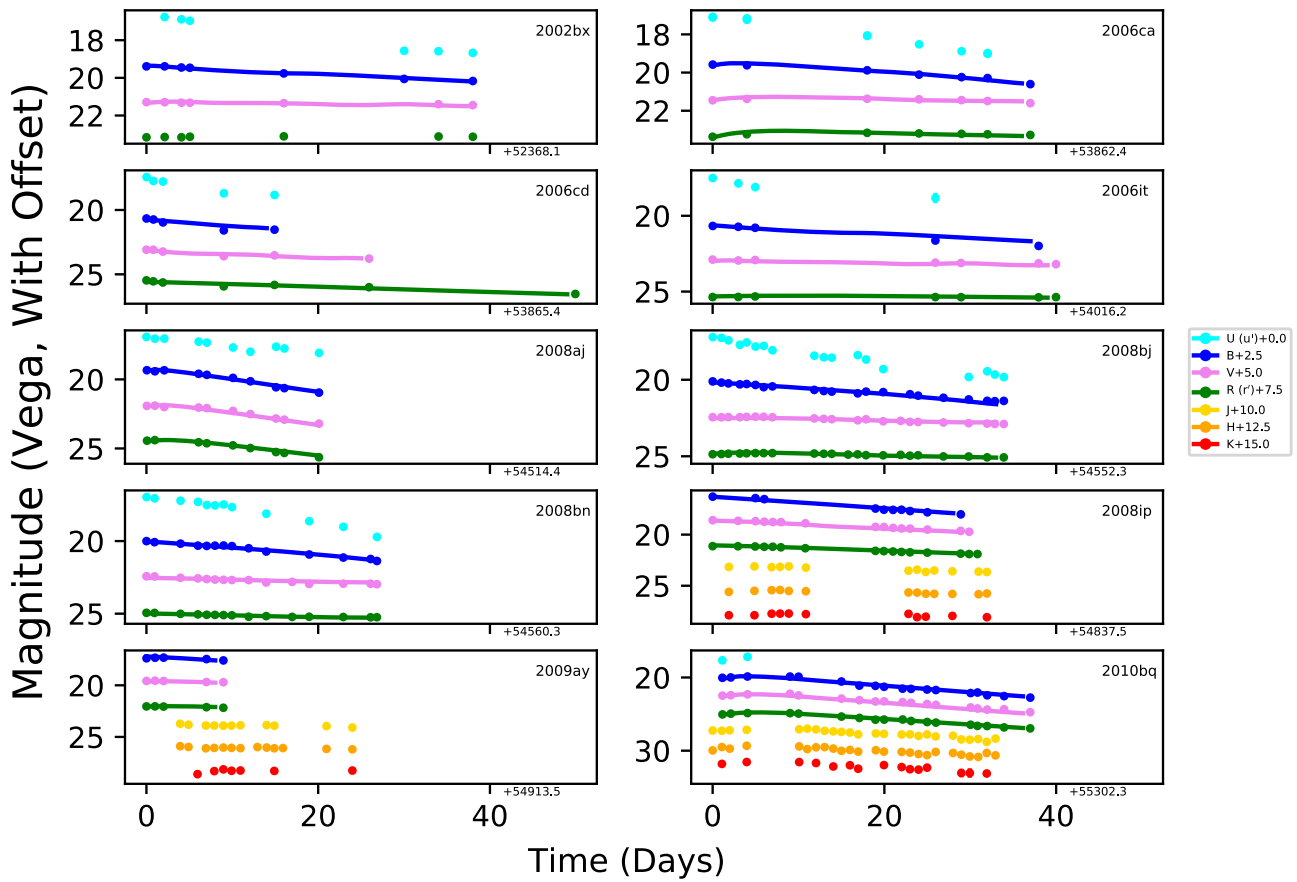 Magnitude (Vega, With Offset)
18
20
22
2002bx
+52368.1
18
20
22
2006ca
+53862.4
20
25
2006cd
+53865.4
20
25
2006it
+54016.2
20
25
2008aj
+54514.4
20
25
2008bj
+54552.3
U (u')+0.0
B+2.5
V+5.0
R (r')+7.5
J+10.0
H+12.5
K+15.0
20
25
2008bn
+54560.3
20
25
2008ip
+54837.5
20
25
2009ay
+54913.5
0 20 40
20
30
2010bq
+55302.3
0 20 40
Time (Days)